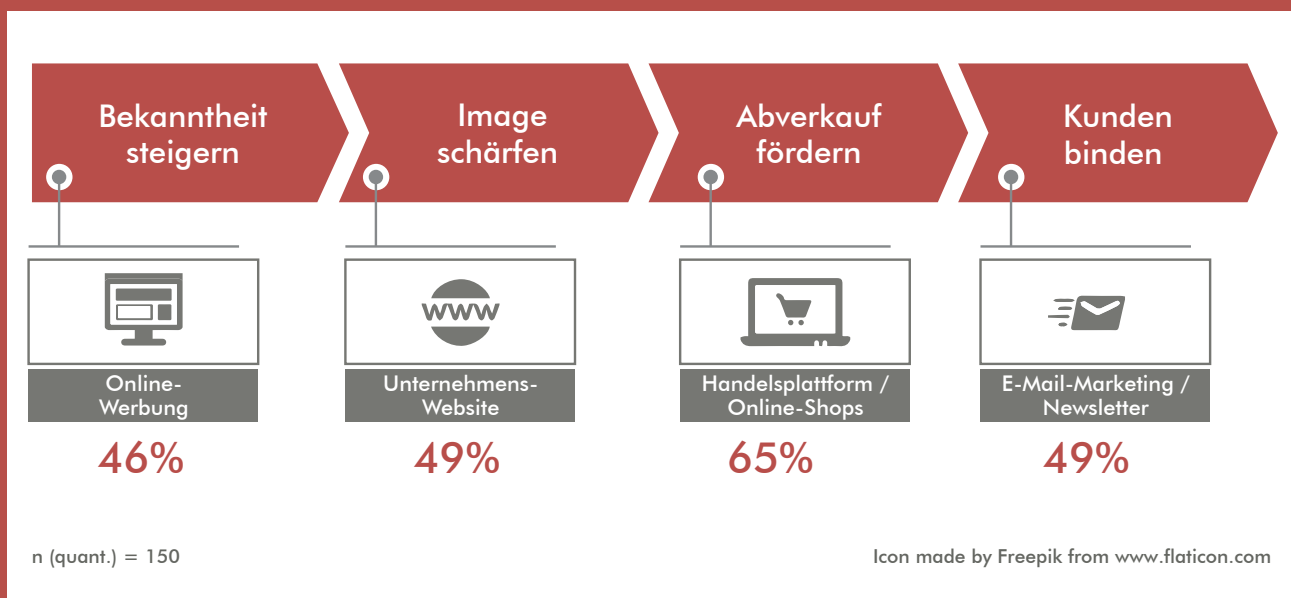 Bekanntheit
steigern
Image
schärfen
Abverkauf
fördern
Kunden
binden
www
Online-
Werbung
46%
Unternehmens-
Website
49%
Handelsplattform /
Online-Shops
65%
E-Mail-Marketing /
Newsletter
49%
n (quant.) = 150
Icon made by Freepik from www.flaticon.com